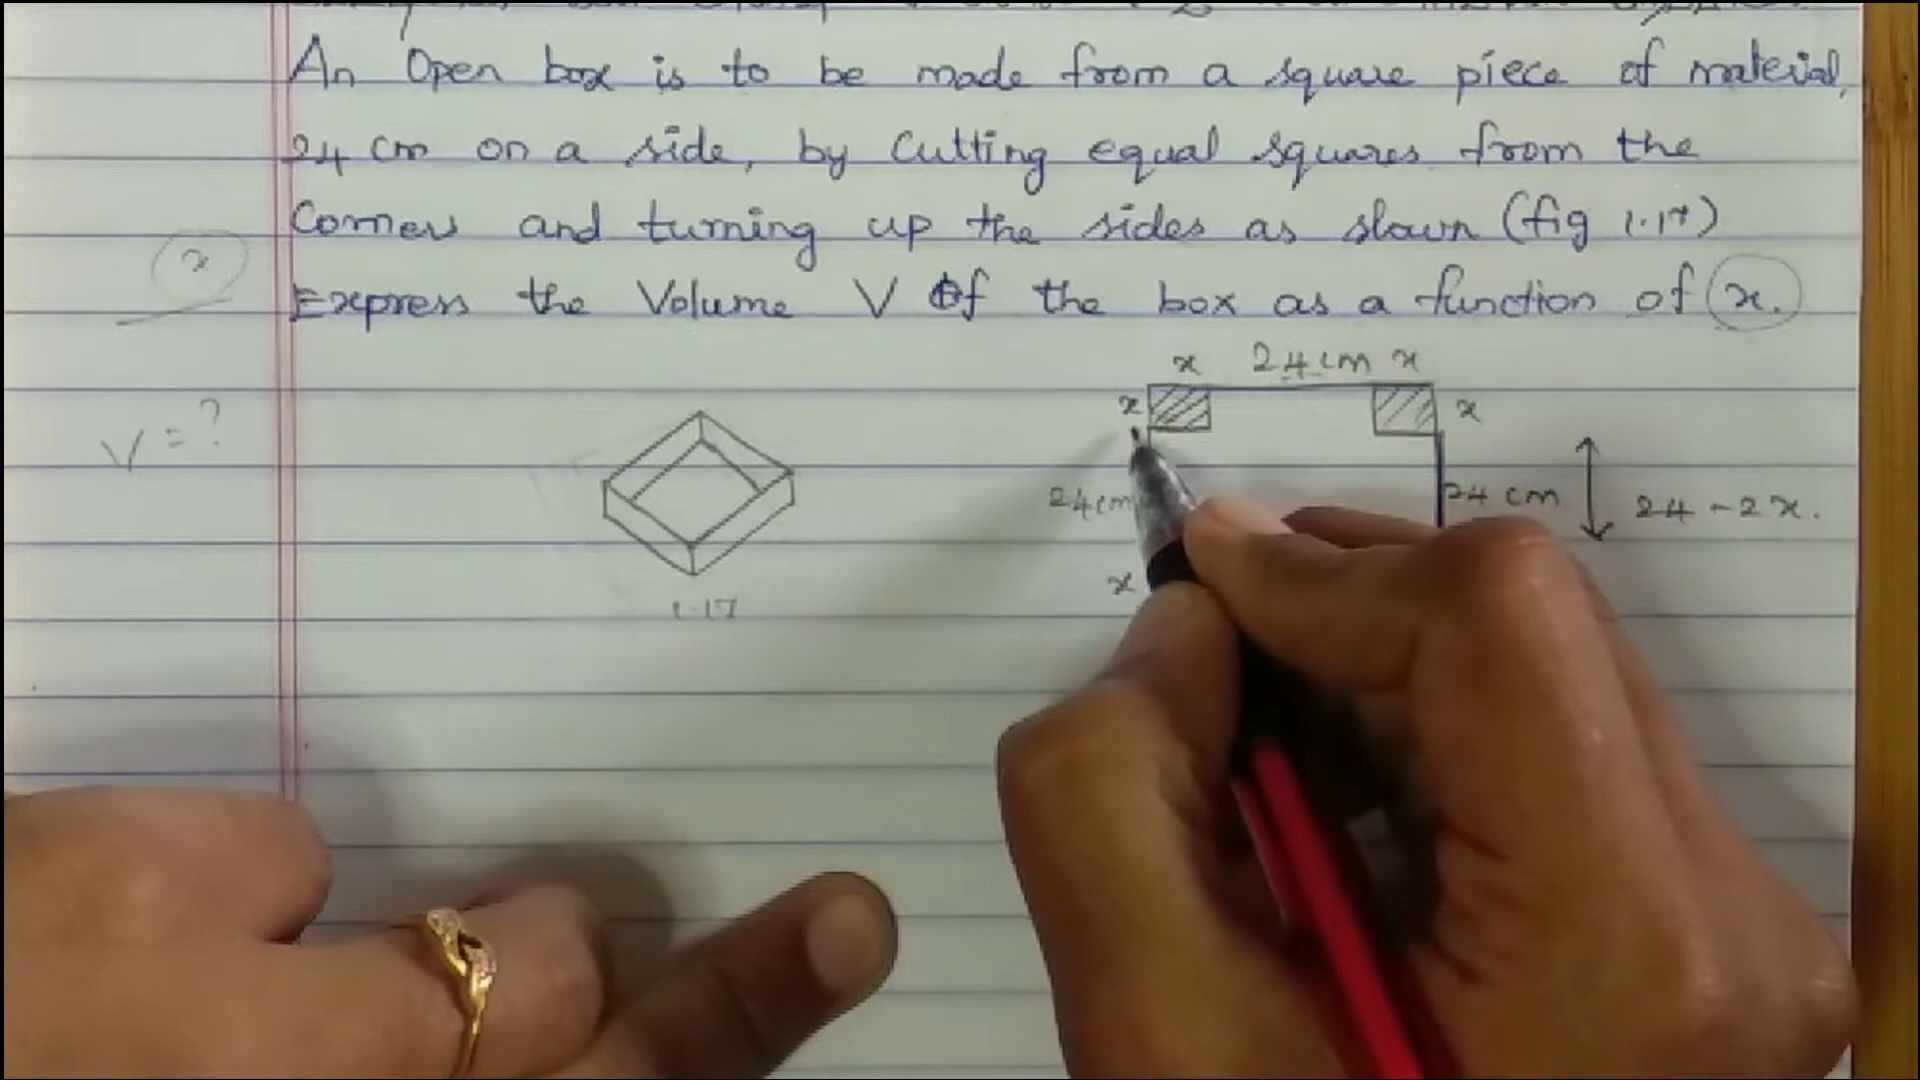 An Open box is to be made from a square piece of material,
24 cm on a side, by Cutting equal squares from the
Corners and turning up the sides as shown (fig 1.17)
x
Express the Volume V Of the box as a function of x.
x 24 cm x
x x
V = ?
24 cm 24 cm 24 - 2x.
x
1.17